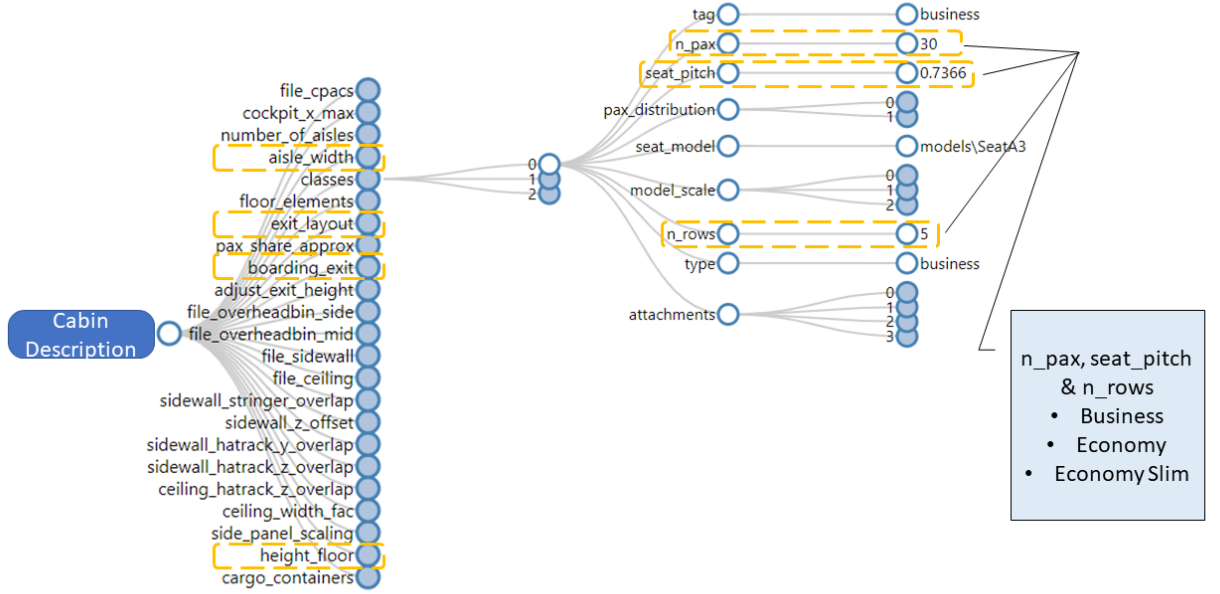 Cabin
Description
file_cpacs
cockpit_x_max
number_of_aisles
aisle_width
classes
floor_elements
exit_layout
pax_share_approx
boarding_exit
adjust_exit_height
file_overheadbin_side
file_overheadbin_mid
file_sidewall
file_ceiling
sidewall_stringer_overlap
sidewall_z_offset
sidewall_hatrack_y_overlap
sidewall_hatrack_z_overlap
ceiling_hatrack_z_overlap
ceiling_width_fac
side_panel_scaling
height_floor
cargo_containers
0
1
2
tag business
n_pax 30
seat_pitch 0.7366
pax_distribution
0
1
seat_model models\SeatA3
model_scale
0
1
2
n_rows 5
type business
attachments
0
1
2
3
n_pax, seat_pitch
& n_rows
• Business
• Economy
• Economy Slim